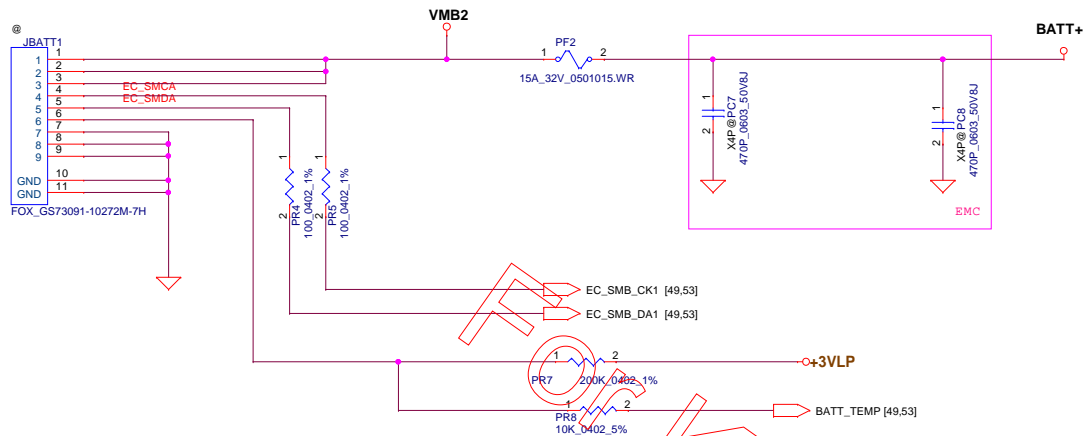 @
JBATT1
VMB2
BATT+
1 1
2 2
3 3
4 4
5 5
6 6
7 7
8 8
9 9
GND 10
GND 11
FOX_GS73091-10272M-7H
EC_SMCA
EC_SMDA
1 PF2 2
15A_32V_0501015.WR
1
2
X4P@PC7
470P_0603_50V8J
1
2
X4P@PC8
470P_0603_50V8J
EMC
1
2
PR4
100_0402_1%
1
2
PR5
100_0402_1%
EC_SMB_CK1 [49,53]
EC_SMB_DA1 [49,53]
1 2
PR7 200K_0402_1%
+3VLP
1 2
PR8
10K_0402_5%
BATT_TEMP [49,53]
For